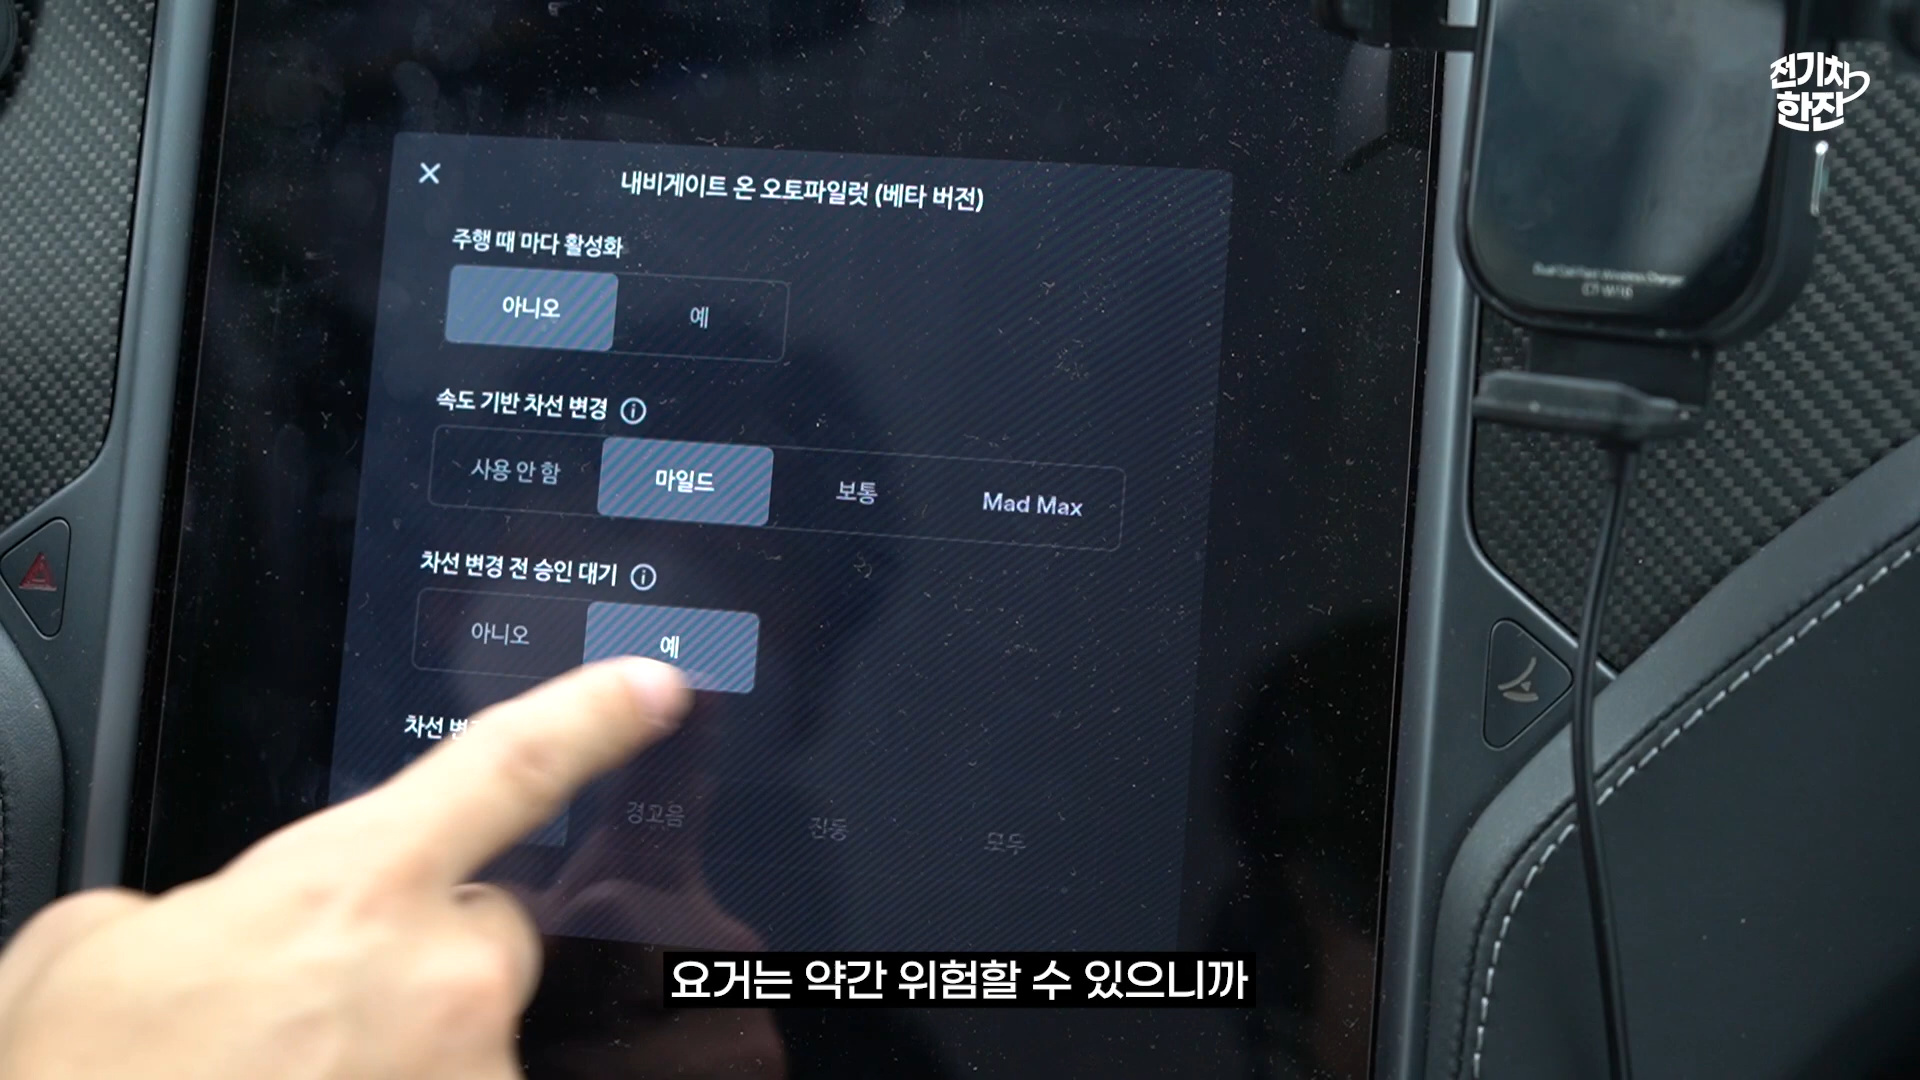 전기차
한잔
내비게이트 온 오토파일럿 (베타 버전)
주행 때 마다 활성화
아니오 예
속도 기반 차선 변경
사용 안 함 마일드 보통 Mad Max
차선 변경 전 승인 대기
아니오 예
차선
경고음 진동 모두
요거는 약간 위험할 수 있으니까